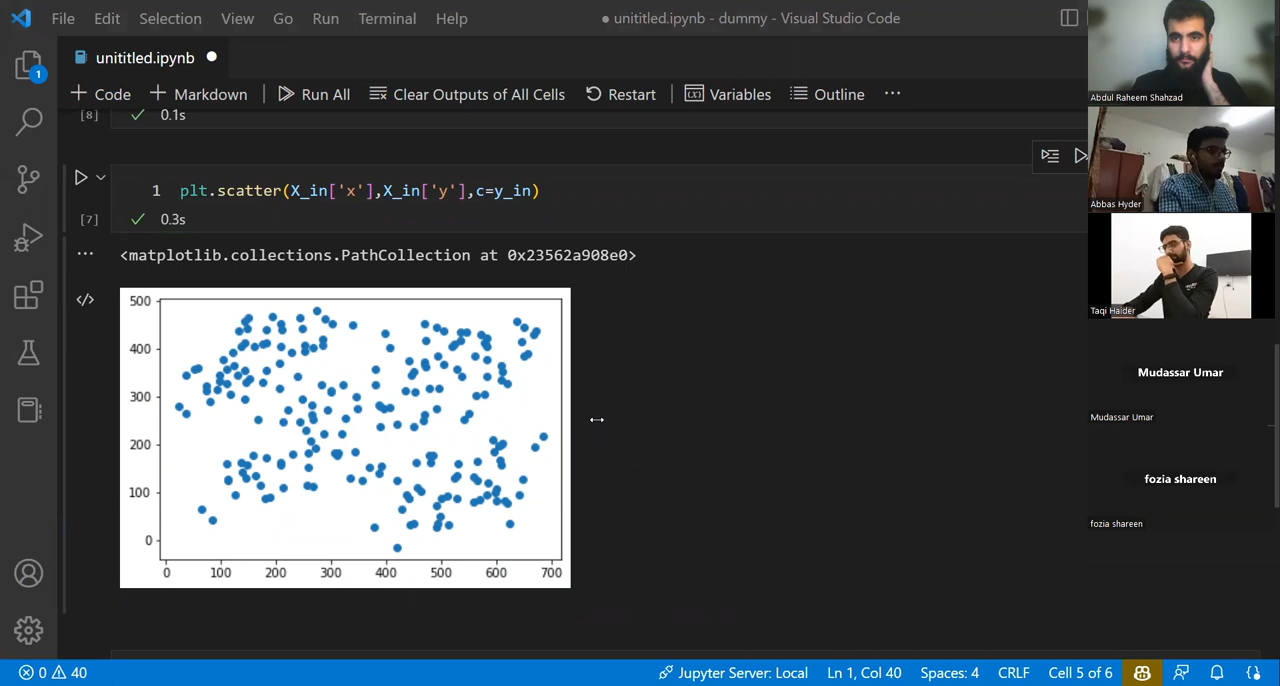 File Edit Selection View Go Run Terminal Help
● unititled.ipynb - dummy - Visual Studio Code
unititled.ipynb ●
1
+ Code + Markdown Run All Clear Outputs of All Cells Restart Variables Outline ...
[8] ✓ 0.1s
1 plt.scatter(X_in['x'],X_in['y'],c=y_in)
[7] ✓ 0.3s
... <matplotlib.collections.PathCollection at 0x23562a908e0>
500
400
300
200
100
0
0 100 200 300 400 500 600 700
Abdul Raheem Shahzad
Abbas Hyder
Taqi Haider
Mudassar Umar
Mudassar Umar
fozia shareen
fozia shareen
0 40 Jupyter Server: Local Ln 1, Col 40 Spaces: 4 CRLF Cell 5 of 6